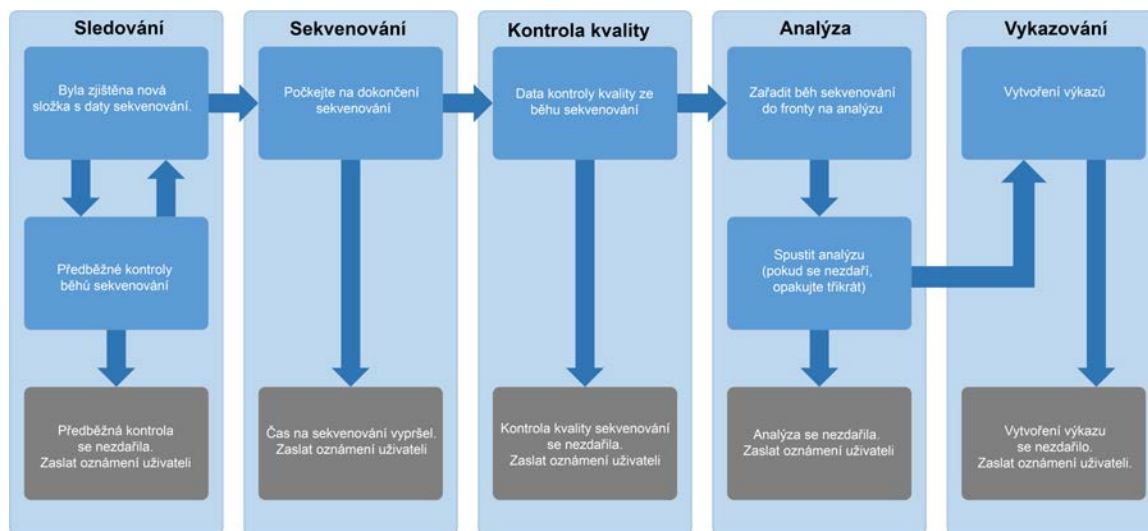 Sledování
Byla zjištěna nová
složka s daty sekvenování.
Předběžné kontroly
běhů sekvenování
Předběžná kontrola
se nezdařila.
Zaslat oznámení uživateli
Sekvenování
Počkejte na dokončení
sekvenování
Čas na sekvenování vypršel.
Zaslat oznámení uživateli
Kontrola kvality
Data kontroly kvality ze
běhu sekvenování
Kontrola kvality sekvenování
se nezdařila.
Zaslat oznámení uživateli
Analýza
Zařadit běh sekvenování
do fronty na analýzu
Spustit analýzu
(pokud se nezdaří,
opakujte třikrát)
Analýza se nezdařila.
Zaslat oznámení uživateli
Vykazování
Vytvoření výkazů
Vytvoření výkazu
se nezdařilo.
Zaslat oznámení uživateli.